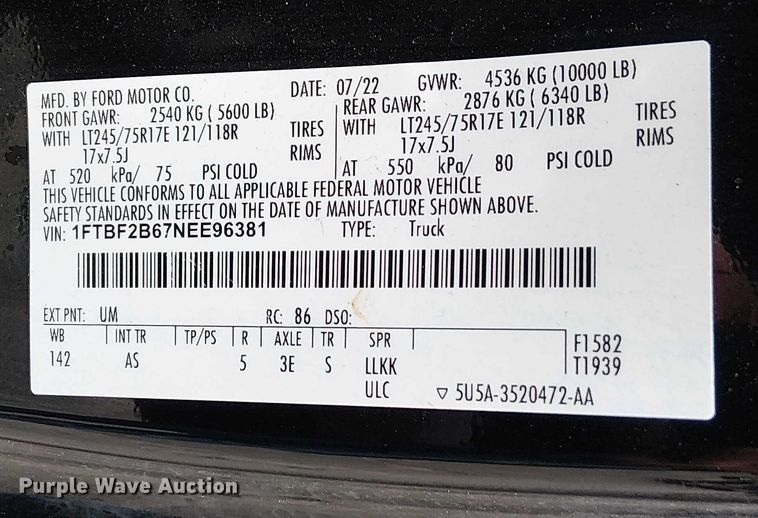 MFD. BY FORD MOTOR CO. DATE: 07/22 GVWR: 4536 KG (10000 LB)
FRONT GAWR: 2540 KG (5600 LB) REAR GAWR: 2876 KG (6340 LB)
WITH LT245/75R17E 121/118R TIRES WITH LT245/75R17E 121/118R TIRES
17x7.5J RIMS 17x7.5J RIMS
AT 520 kPa/ 75 PSI COLD AT 550 kPa/ 80 PSI COLD
THIS VEHICLE CONFORMS TO ALL APPLICABLE FEDERAL MOTOR VEHICLE
SAFETY STANDARDS IN EFFECT ON THE DATE OF MANUFACTURE SHOWN ABOVE.
VIN: 1FTBF2B67NEE96381 TYPE: Truck
EXT PNT: UM RC: 86 DSO:
WB INT TR TP/PS R AXLE TR SPR F1582
142 AS 5 3E S LLKK T1939
ULC ▽ 5U5A-3520472-AA
Purple Wave Auction